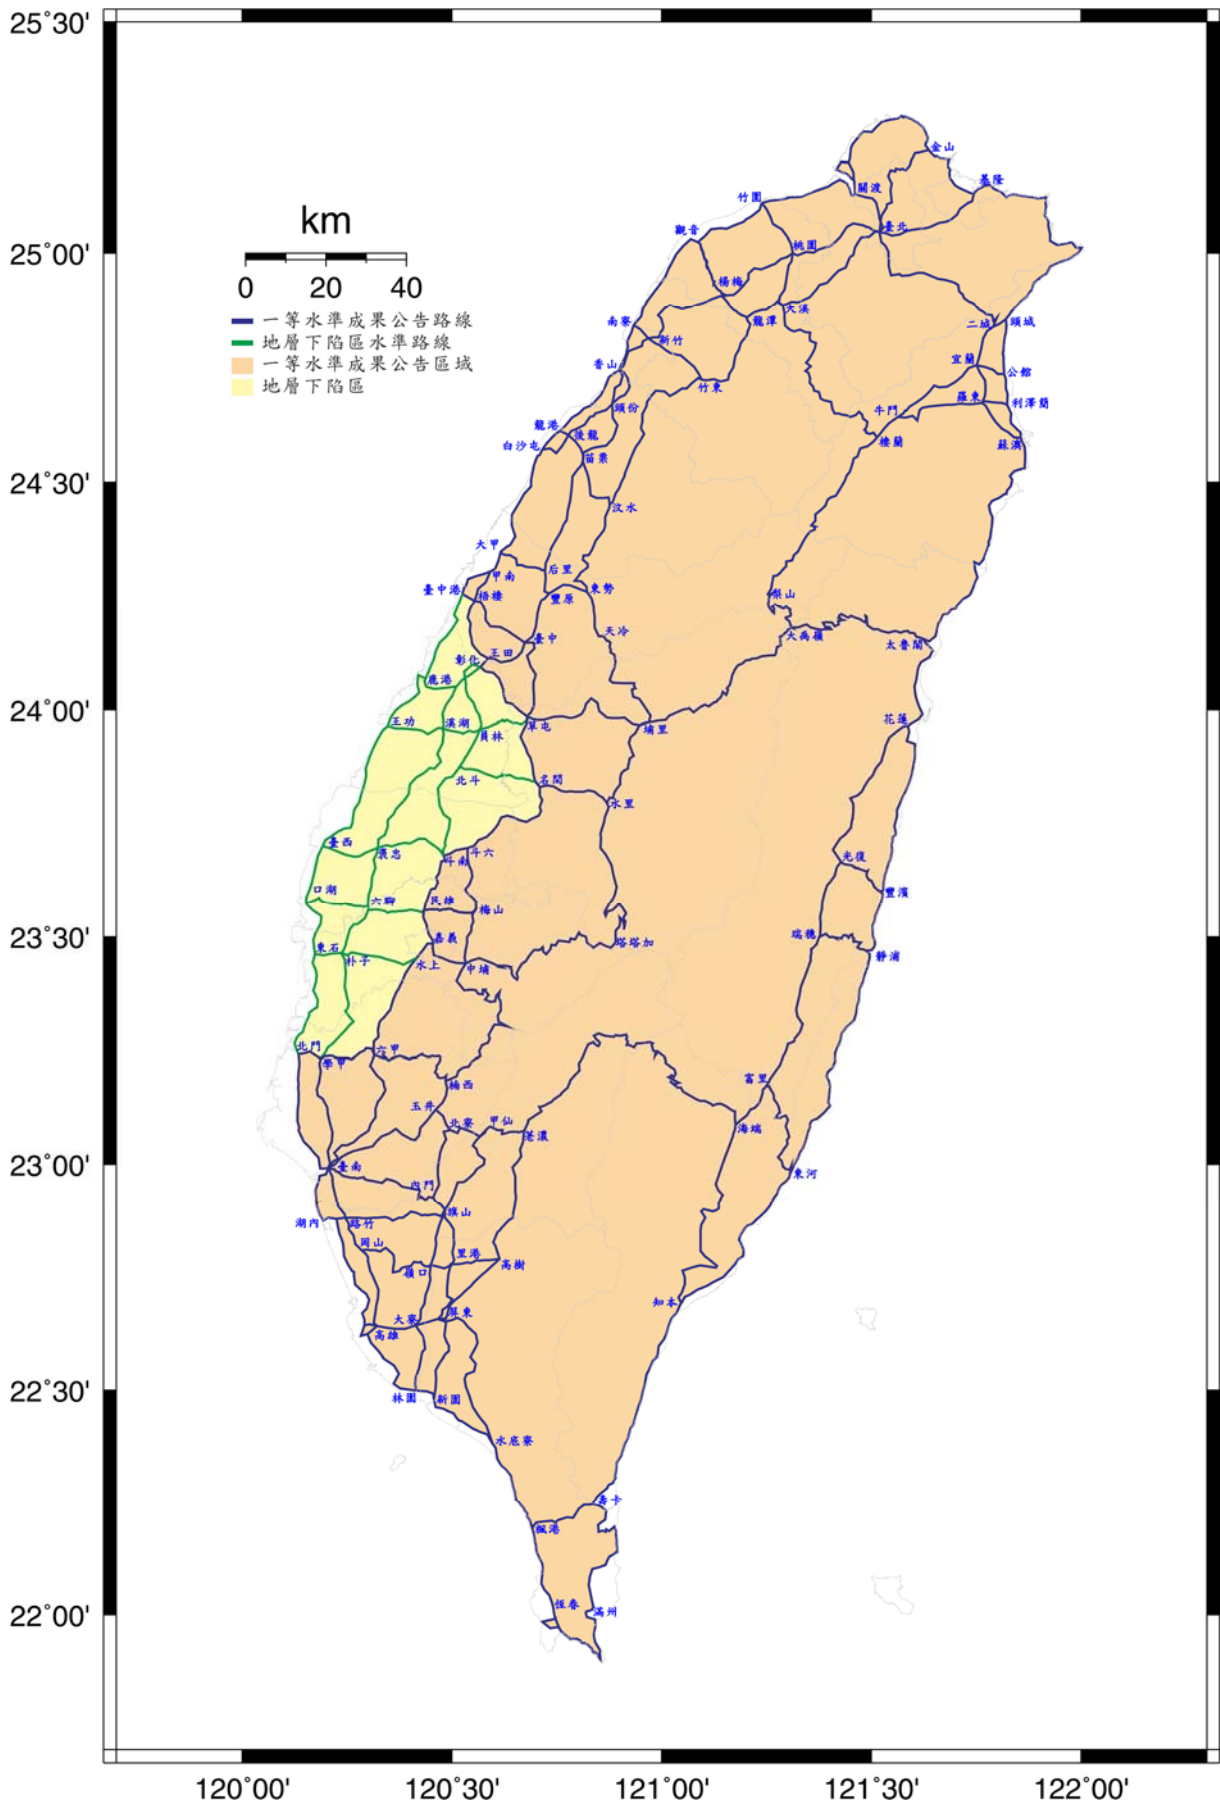 25°30'
金山
基隆
關渡
竹圍
臺北
觀音
km
25°00'
桃園
楊梅
0 20 40
大溪
南寮
龍潭
二城
頭城
一等水準成果公告路線
新竹
地層下陷區水準路線
宜蘭
一等水準成果公告區域
香山
公館
竹東
地層下陷區
羅東
利澤簡
頭份
牛鬥
龍港
後龍
棲蘭
蘇澳
白沙屯
苗栗
24°30'
汶水
大甲
后里
甲南
臺中港
梧棲
豐原
東勢
梨山
天冷
大禹嶺
臺中
太魯閣
王田
彰化
鹿港
24°00'
王功
溪湖
員林
草屯
埔里
花蓮
北斗
名間
水里
臺西
褒忠
斗南
斗六
光復
口湖
豐濱
六腳
民雄
梅山
23°30'
東石
嘉義
塔塔加
瑞穗
朴子
水上
中埔
靜浦
北門
六甲
學甲
楠西
富里
玉井
北寮
甲仙
荖濃
海端
23°00'
臺南
東河
內門
湖內
路竹
旗山
岡山
里港
高樹
嶺口
知本
大寮
屏東
高雄
22°30'
林園
新園
水底寮
壽卡
楓港
22°00'
恆春
滿州
120°00' 120°30' 121°00' 121°30' 122°00'